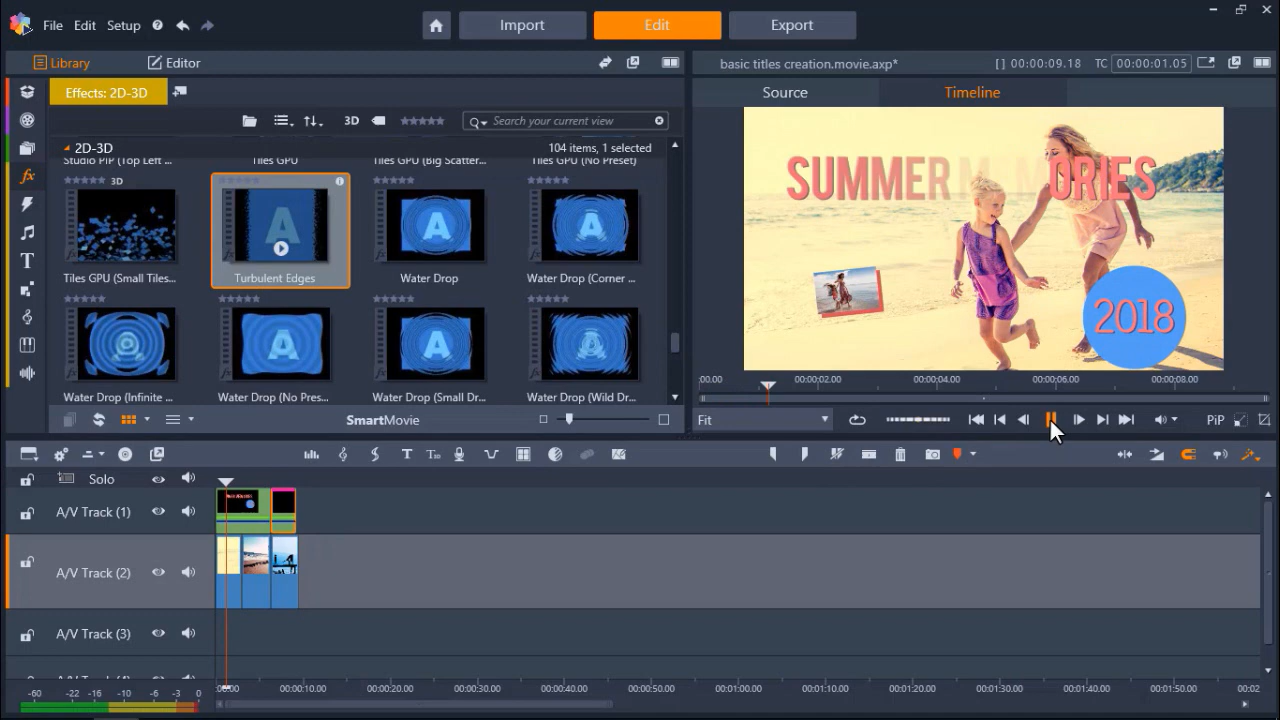 File Edit Setup Import Edit Export
Library Editor
basic titles creation.movie.axp* [] 00:00:09.18 TC 00:00:01.05
Effects: 2D-3D
Source Timeline
3D Search your current view
2D-3D 104 items, 1 selected
Studio PIP (Top Left ... Tiles GPU Tiles GPU (Big Scatter... Tiles GPU (No Preset)
3D
SUMMER MEMORIES
2018
Tiles GPU (Small Tiles... Turbulent Edges Water Drop Water Drop (Corner ...
Water Drop (Infinite ... Water Drop (No Pres... Water Drop (Small Dr... Water Drop (Wild Dr...
:00.00 00:00:02.00 00:00:04.00 00:00:06.00 00:00:08.00
SmartMovie
Fit PiP
Solo
A/V Track (1)
A/V Track (2)
A/V Track (3)
-60 -22 -16 -10 -6 -3 0
00:00:10.00 00:00:20.00 00:00:30.00 00:00:40.00 00:00:50.00 00:01:00.00 00:01:10.00 00:01:20.00 00:01:30.00 00:01:40.00 00:01:50.00 00:02